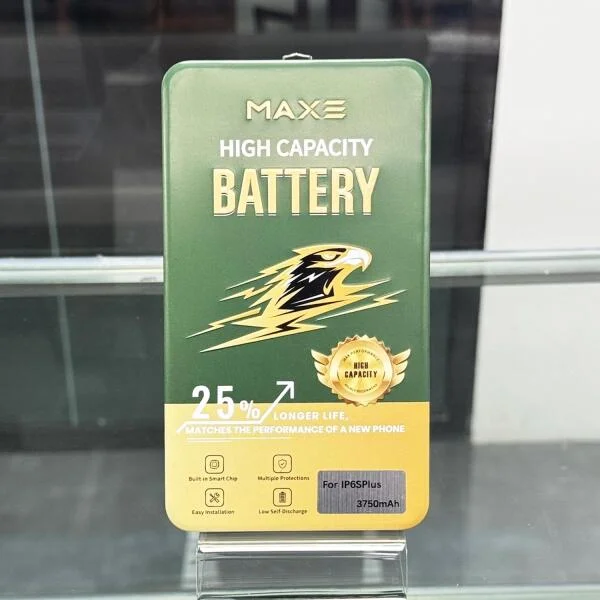 MAXE
HIGH CAPACITY
BATTERY
HIGH
CAPACITY
25%
LONGER LIFE,
MATCHES THE PERFORMANCE OF A NEW PHONE
Built-in Smart Chip
Multiple Protections
Easy Installation
Low Self-Discharge
For IP6SPlus
3750mAh